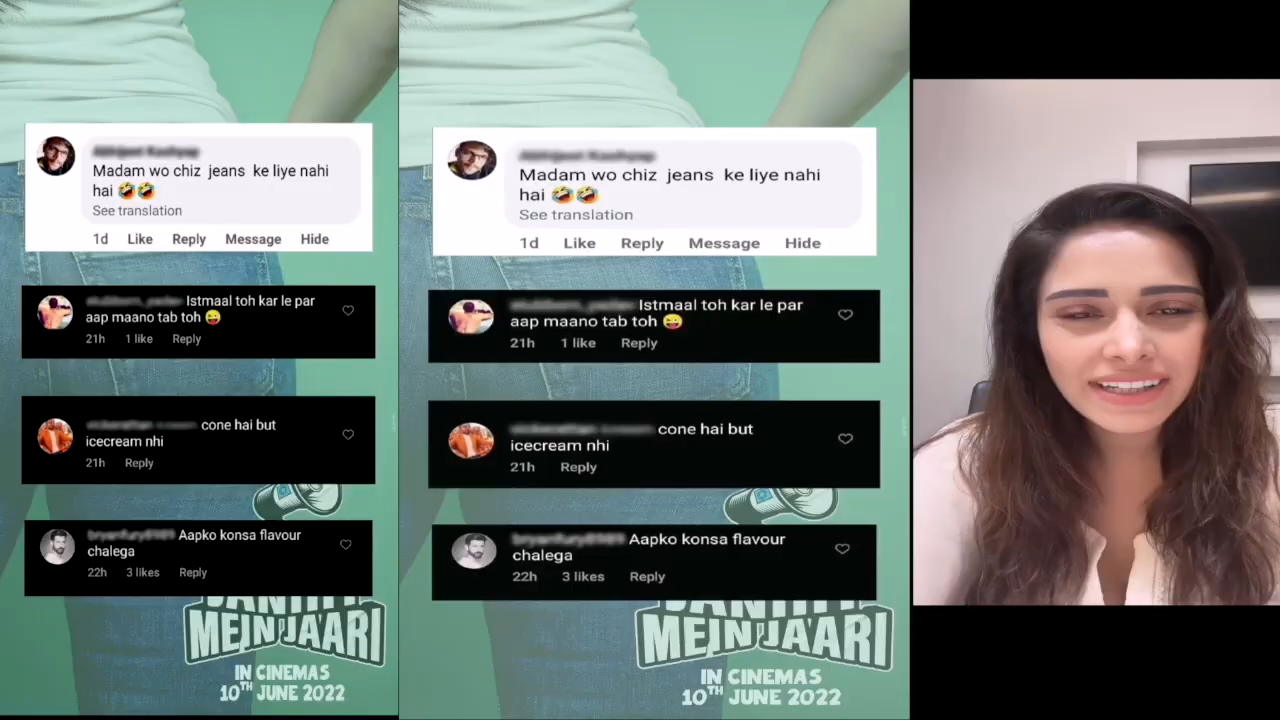 Madam wo chiz jeans ke liye nahi
hai 🤣🤣
See translation
1d Like Reply Message Hide
Istmaal toh kar le par
aap maano tab toh 😜
21h 1 like Reply
cone hai but
icecream nhi
21h Reply
Aapko konsa flavour
chalega
22h 3 likes Reply
MEIN JAARI
IN CINEMAS
10TH JUNE 2022
Madam wo chiz jeans ke liye nahi
hai 🤣🤣
See translation
1d Like Reply Message Hide
Istmaal toh kar le par
aap maano tab toh 😜
21h 1 like Reply
cone hai but
icecream nhi
21h Reply
Aapko konsa flavour
chalega
22h 3 likes Reply
MEIN JAARI
IN CINEMAS
10TH JUNE 2022